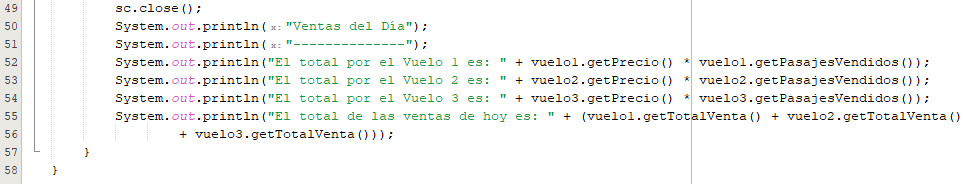 49 sc.close();
50 System.out.println( x: "Ventas del Día");
51 System.out.println( x: "--------------");
52 System.out.println("El total por el Vuelo 1 es: " + vuelo1.getPrecio() * vuelo1.getPasajesVendidos());
53 System.out.println("El total por el Vuelo 2 es: " + vuelo2.getPrecio() * vuelo2.getPasajesVendidos());
54 System.out.println("El total por el Vuelo 3 es: " + vuelo3.getPrecio() * vuelo3.getPasajesVendidos());
55 System.out.println("El total de las ventas de hoy es: " + (vuelo1.getTotalVenta() + vuelo2.getTotalVenta()
56 + vuelo3.getTotalVenta()));
57 }
58 }